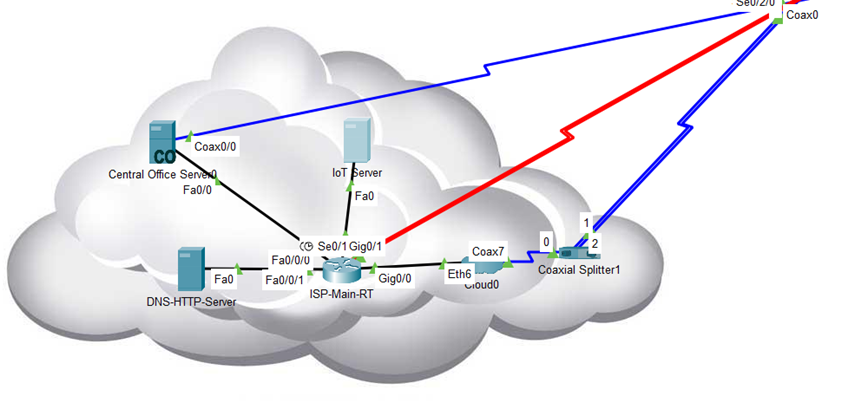 Se0/2/0
Coax0
CO
Coax0/0
Central Office Server0
Fa0/0
IoT Server
Fa0
1
0
2
Se0/1 Gig0/1
Coax7
Fa0/0/0
Fa0
Fa0/0/1
Gig0/0
Eth6
Cloud0
Coaxial Splitter1
DNS-HTTP-Server
ISP-Main-RT